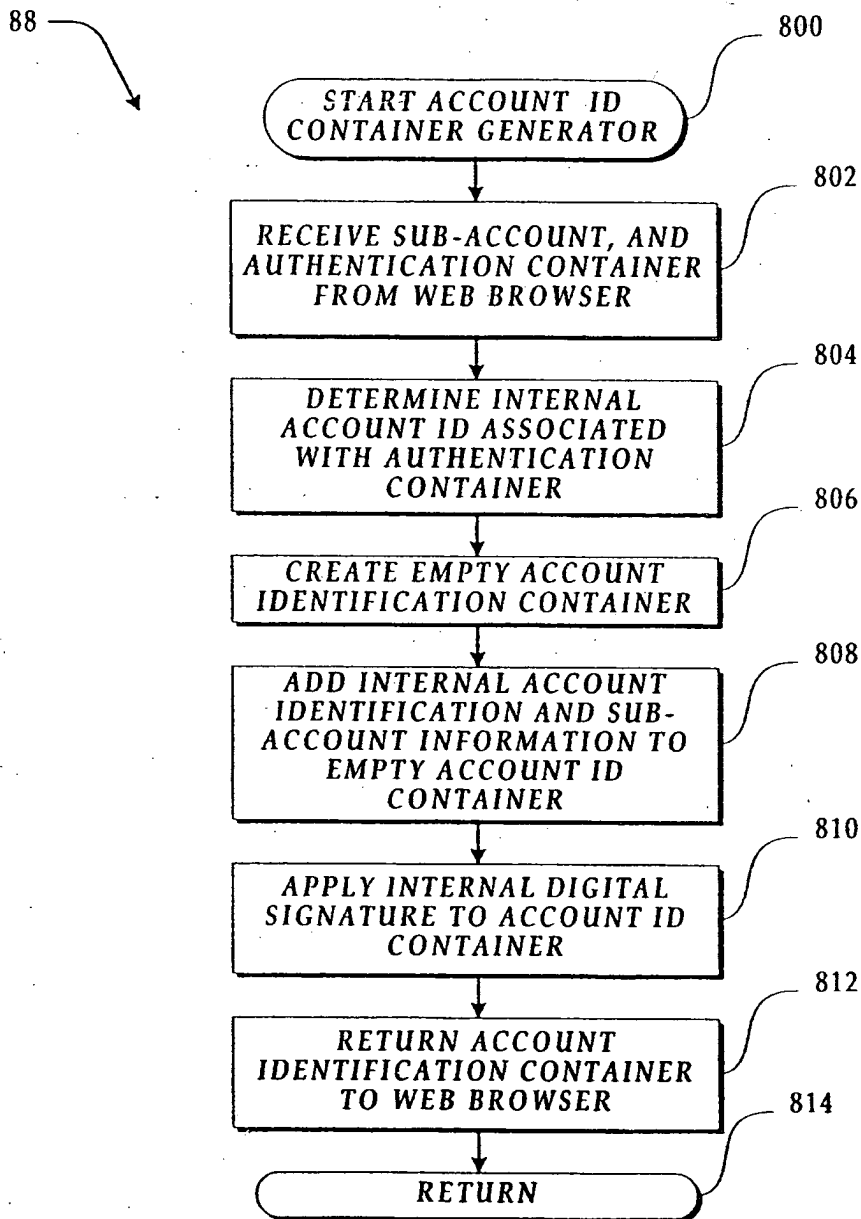 88
800
START ACCOUNT ID
CONTAINER GENERATOR
802
RECEIVE SUB-ACCOUNT, AND
AUTHENTICATION CONTAINER
FROM WEB BROWSER
804
DETERMINE INTERNAL
ACCOUNT ID ASSOCIATED
WITH AUTHENTICATION
CONTAINER
806
CREATE EMPTY ACCOUNT
IDENTIFICATION CONTAINER
808
ADD INTERNAL ACCOUNT
IDENTIFICATION AND SUB-
ACCOUNT INFORMATION TO
EMPTY ACCOUNT ID
CONTAINER
810
APPLY INTERNAL DIGITAL
SIGNATURE TO ACCOUNT ID
CONTAINER
812
RETURN ACCOUNT
IDENTIFICATION CONTAINER
TO WEB BROWSER
814
RETURN